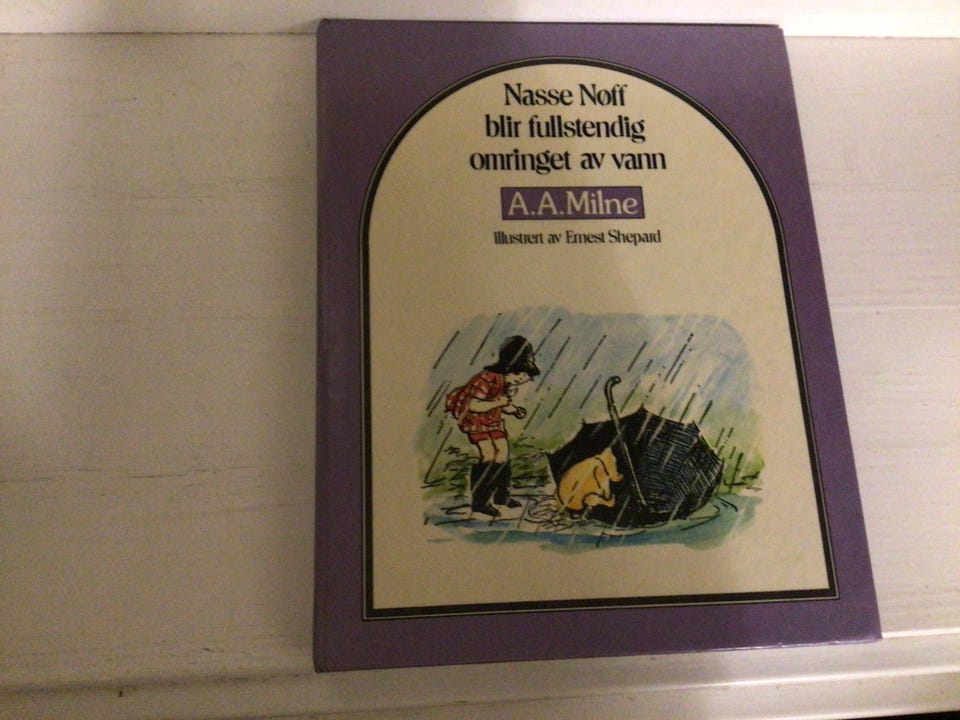 Nasse Nøff
blir fullstendig
omringet av vann
A.A.Milne
Illustrert av Ernest Shepard